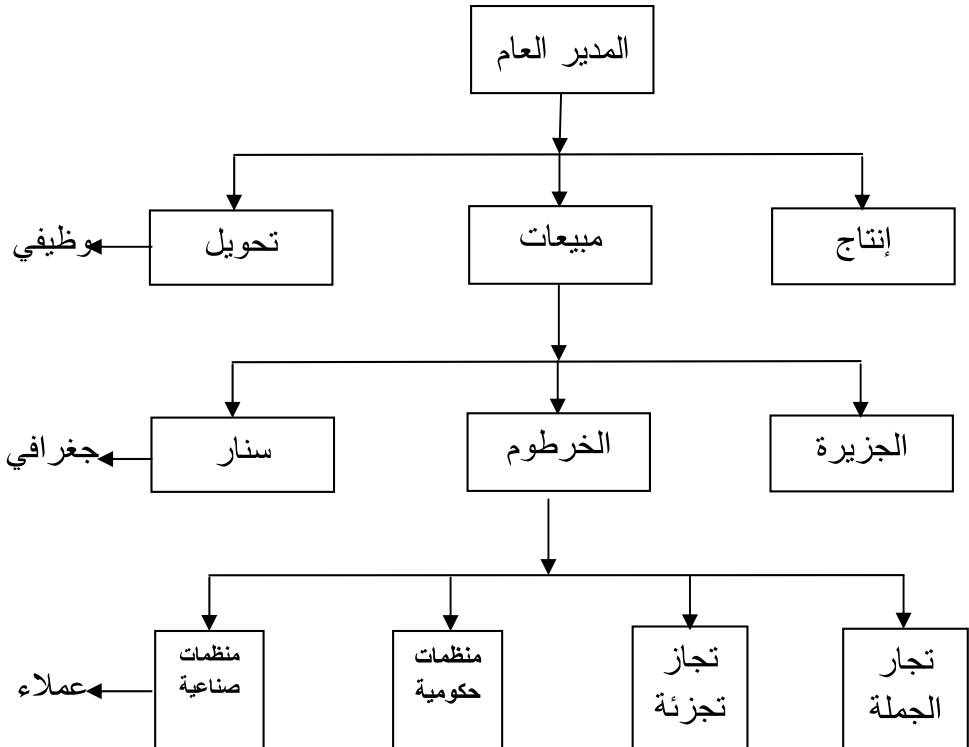 المدير العام
إنتاج
مبيعات
تحويل
وظيفي
الجزيرة
الخرطوم
سنار
جغرافي
تجار
الجملة
تجاز
تجزئة
منظمات
حكومية
منظمات
صناعية
عملاء